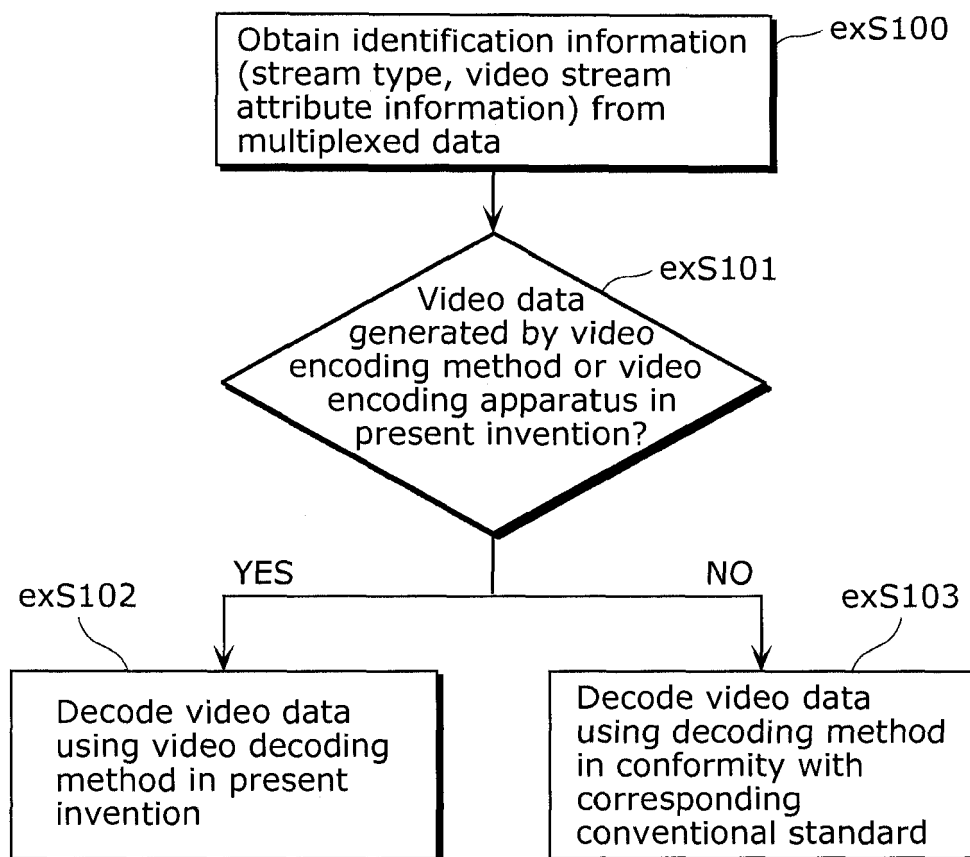 exS100
Obtain identification information
(stream type, video stream
attribute information) from
multiplexed data
exS101
Video data
generated by video
encoding method or video
encoding apparatus in
present invention?
YES
NO
exS102
exS103
Decode video data
using video decoding
method in present
invention
Decode video data
using decoding method
in conformity with
corresponding
conventional standard